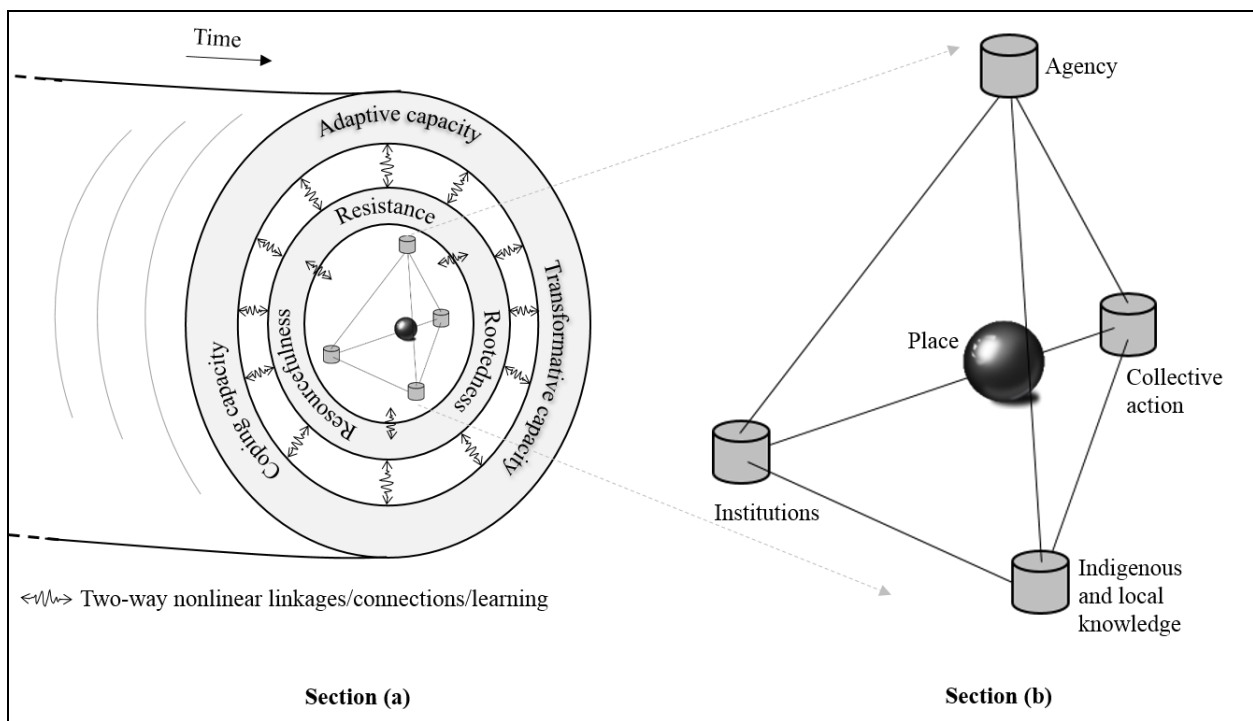 Time
Adaptive capacity
Resistance
Resourcefulness
Rootedness
Coping capacity
Transformative capacity
Two-way nonlinear linkages/connections/learning
Section (a)
Agency
Place
Collective
action
Institutions
Indigenous
and local
knowledge
Section (b)